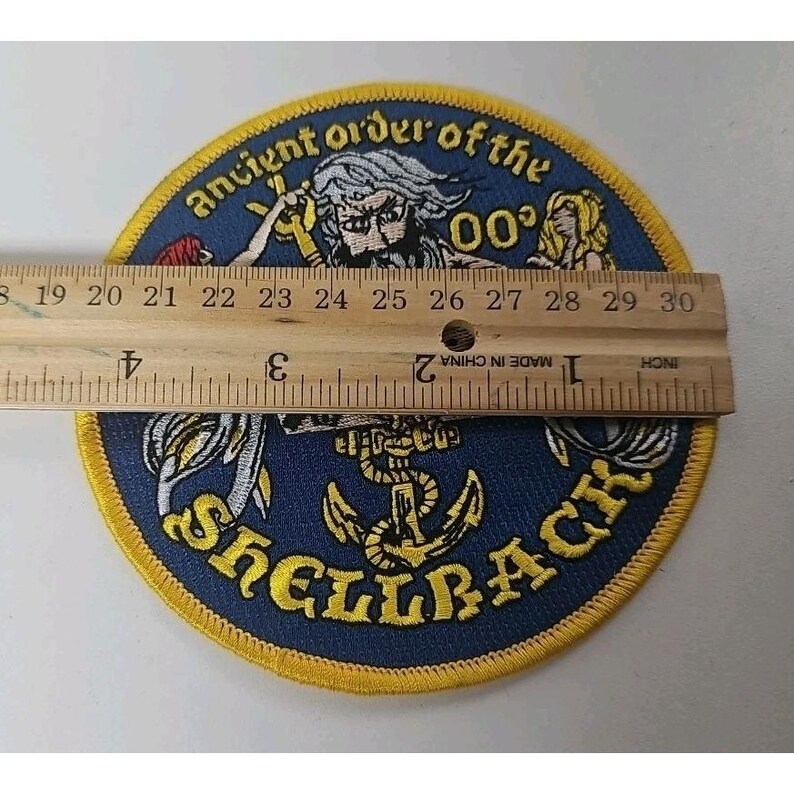 ancient order of the
00°
8 19 20 21 22 23 24 25 26 27 28 29 30
4 3 2 MADE IN CHINA 1 INCH
ShELLBACK